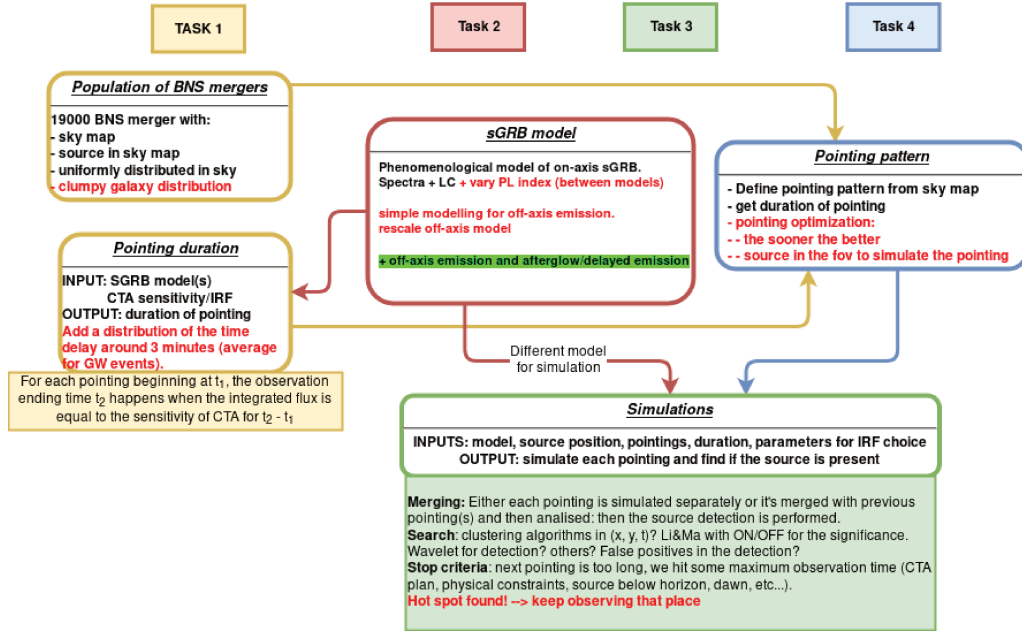 TASK 1
Task 2
Task 3
Task 4
Population of BNS mergers
19000 BNS merger with:
- sky map
- source in sky map
- uniformly distributed in sky
- clumpy galaxy distribution
Pointing duration
INPUT: SGRB model(s)
CTA sensitivity/IRF
OUTPUT: duration of pointing
Add a distribution of the time
delay around 3 minutes (average
for GW events).
For each pointing beginning at t₁, the observation
ending time t₂ happens when the integrated flux is
equal to the sensitivity of CTA for t₂ - t₁
sGRB model
Phenomenological model of on-axis sGRB.
Spectra + LC + vary PL index (between models)
simple modelling for off-axis emission.
rescale off-axis model
+ off-axis emission and afterglow/delayed emission
Pointing pattern
- Define pointing pattern from sky map
- get duration of pointing
- pointing optimization:
- - the sooner the better
- - source in the fov to simulate the pointing
Different model
for simulation
Simulations
INPUTS: model, source position, pointings, duration, parameters for IRF choice
OUTPUT: simulate each pointing and find if the source is present
Merging: Either each pointing is simulated separately or it's merged with previous
pointing(s) and then analised: then the source detection is performed.
Search: clustering algorithms in (x, y, t)? Li&Ma with ON/OFF for the significance.
Wavelet for detection? others? False positives in the detection?
Stop criteria: next pointing is too long, we hit some maximum observation time (CTA
plan, physical constraints, source below horizon, dawn, etc...).
Hot spot found! --> keep observing that place